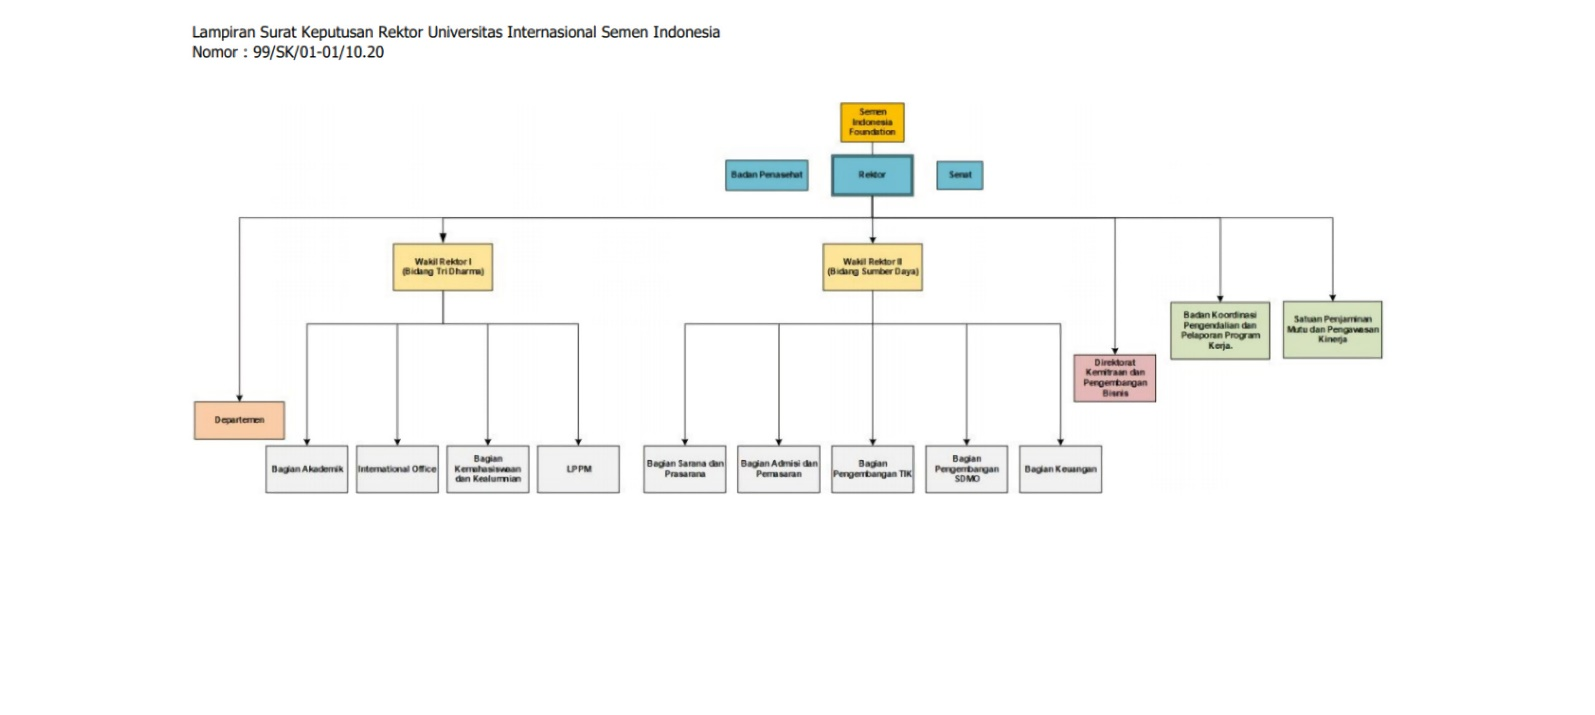 Lampiran Surat Keputusan Rektor Universitas Internasional Semen Indonesia
Nomor : 99/SK/01-01/10.20
Semen
Indonesia
Foundation
Badan Penasehat
Rektor
Senat
Wakil Rektor I
(Bidang Tri Dharma)
Wakil Rektor II
(Bidang Sumber Daya)
Badan Koordinasi
Pengendalian dan
Pelaporan Program
Kerja.
Satuan Penjaminan
Mutu dan Pengawasan
Kinerja
Direktorat
Kemitraan dan
Pengembangan
Bisnis
Departemen
Bagian Akademik
International Office
Bagian
Kemahasiswaan
dan Kealumnian
LPPM
Bagian Sarana dan
Prasarana
Bagian Admisi dan
Pemasaran
Bagian
Pengembangan TIK
Bagian
Pengembangan
SDMO
Bagian Keuangan